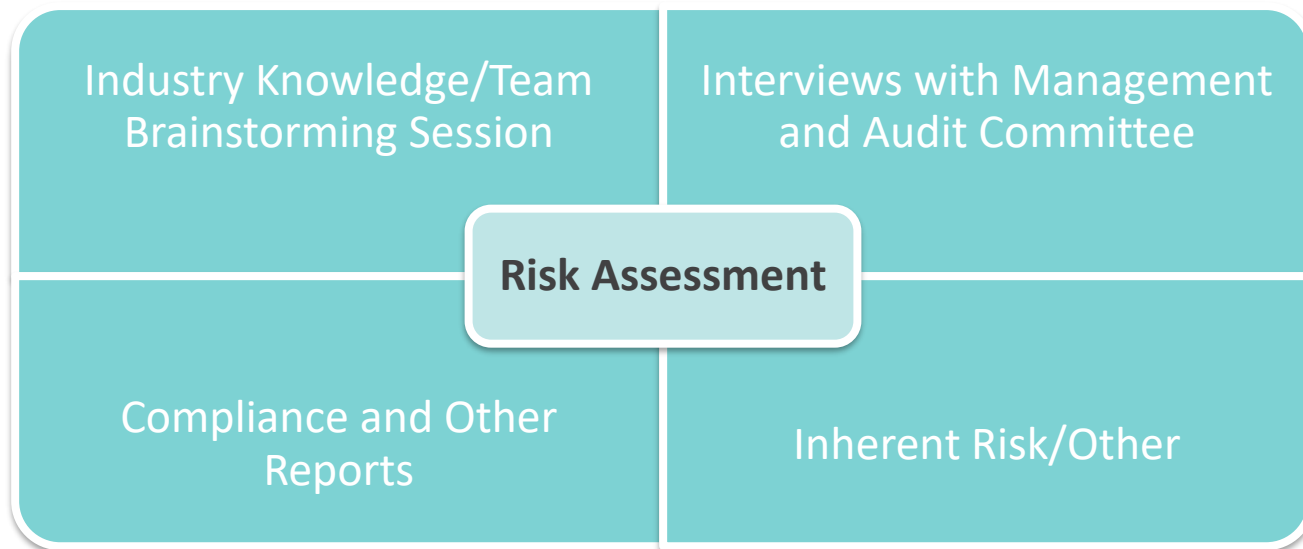 Industry Knowledge/Team
Brainstorming Session
Interviews with Management
and Audit Committee
Risk Assessment
Compliance and Other
Reports
Inherent Risk/Other